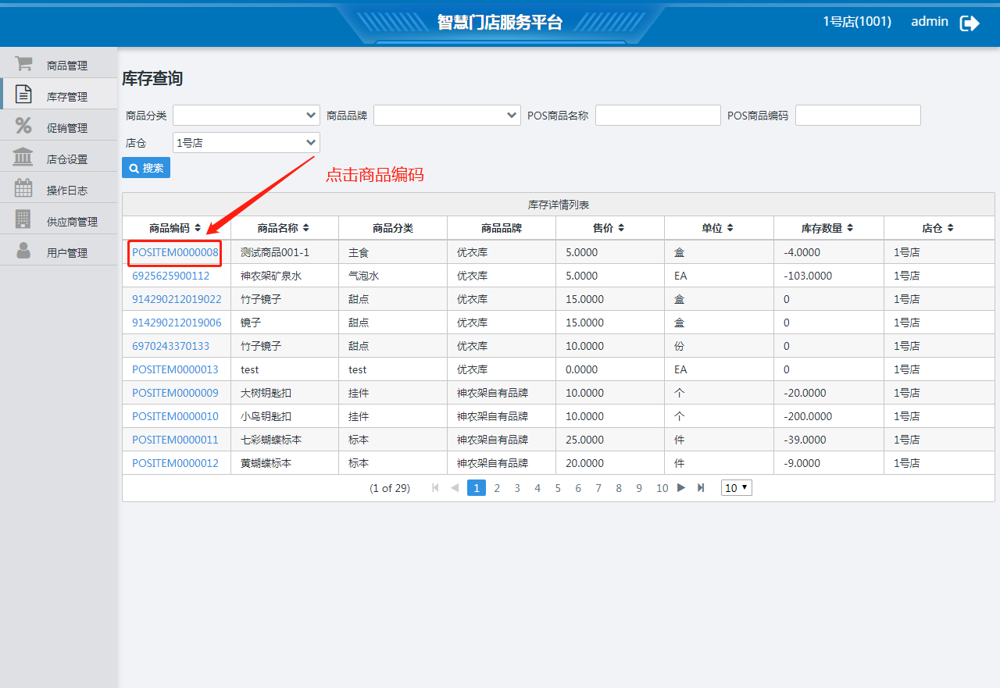 智慧门店服务平台
1号店(1001) admin
商品管理
库存管理
促销管理
店仓设置
操作日志
供应商管理
用户管理
库存查询
商品分类 商品品牌 POS商品名称 POS商品编码
店仓 1号店
搜索
点击商品编码
库存详情列表
商品编码 商品名称 商品分类 商品品牌 售价 单位 库存数量 店仓
POSITEM0000008 测试商品001-1 主食 优衣库 5.0000 盒 -4.0000 1号店
6925625900112 神农架矿泉水 气泡水 优衣库 5.0000 EA -103.0000 1号店
914290212019022 竹子镜子 甜点 优衣库 15.0000 盒 0 1号店
914290212019006 镜子 甜点 优衣库 15.0000 盒 0 1号店
6970243370133 竹子镜子 甜点 优衣库 10.0000 份 0 1号店
POSITEM0000013 test test 优衣库 0.0000 EA 0 1号店
POSITEM0000009 大树钥匙扣 挂件 神农架自有品牌 10.0000 个 -20.0000 1号店
POSITEM0000010 小鸟钥匙扣 挂件 神农架自有品牌 10.0000 个 -200.0000 1号店
POSITEM0000011 七彩蝴蝶标本 标本 神农架自有品牌 25.0000 件 -39.0000 1号店
POSITEM0000012 黄蝴蝶标本 标本 神农架自有品牌 20.0000 件 -9.0000 1号店
(1 of 29) 1 2 3 4 5 6 7 8 9 10 10